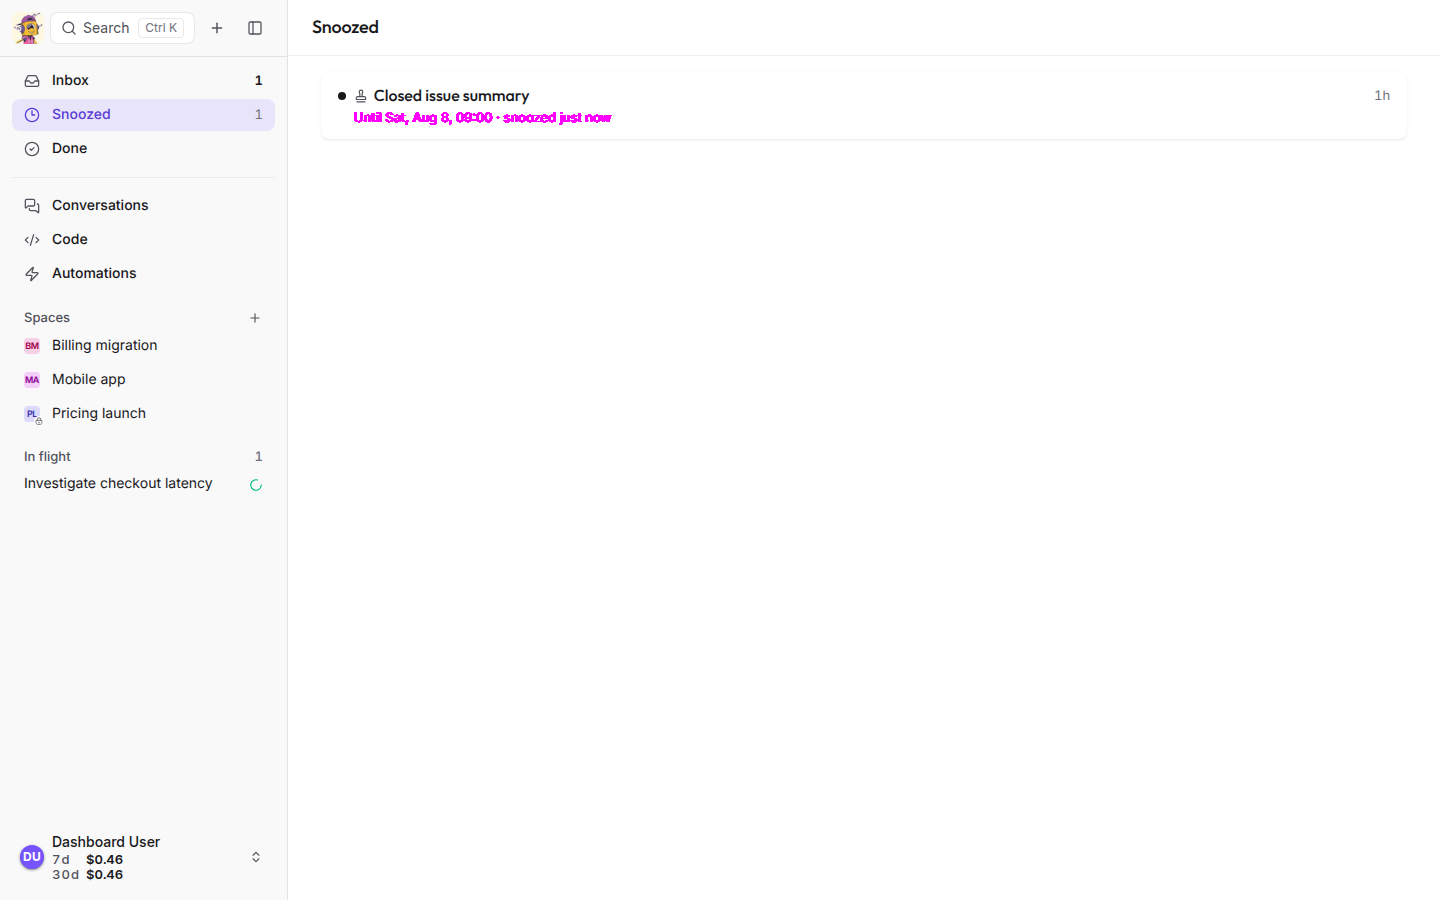 Search Ctrl K
Inbox 1
Snoozed 1
Done
Conversations
Code
Automations
Spaces
BM Billing migration
MA Mobile app
PL Pricing launch
In flight 1
Investigate checkout latency
DU Dashboard User
7d $0.46
30d $0.46
Snoozed
Closed issue summary 1h
Until Sat, Aug 8, 09:00 · snoozed just now